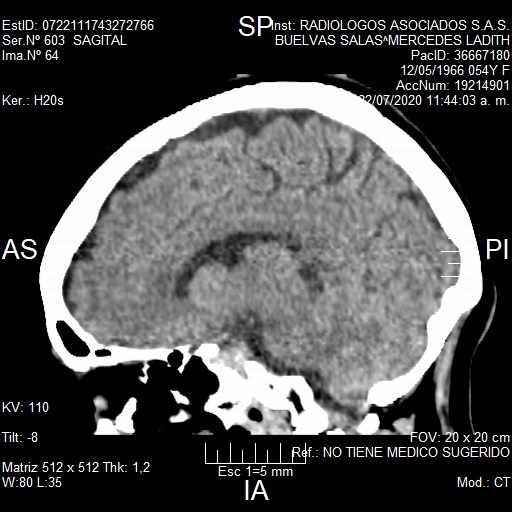 EstID: 0722111743272766
SP
Inst: RADIOLOGOS ASOCIADOS S.A.S.
Ser.Nº 603 SAGITAL
BUELVAS SALAS^MERCEDES LADITH
Ima.Nº 64
PacID: 36667180
12/05/1966 054Y F
AccNum: 19214901
Ker.: H20s
22/07/2020 11:44:03 a. m.
AS
PI
KV: 110
Tilt: -8
FOV: 20 x 20 cm
Ref.: NO TIENE MEDICO SUGERIDO
Matriz 512 x 512 Thk: 1,2
Esc 1=5 mm
W:80 L:35
IA
Mod.: CT